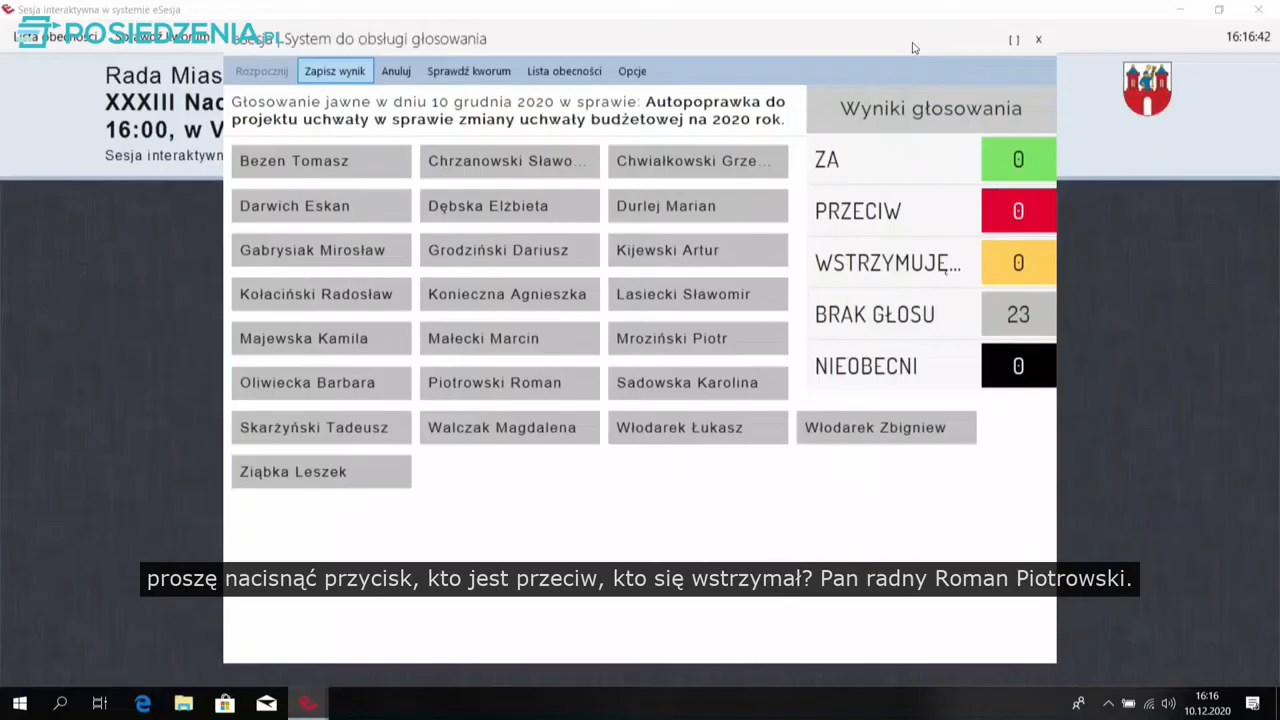 Sesja interaktywna w systemie eSesja
POSIEDZENIA.PL
Lista obecności Sprawdź kworum
eSesja | System do obsługi głosowania
[ ] x
16:16:42
Rozpocznij Zapisz wynik Anuluj Sprawdź kworum Lista obecności Opcje
Rada Mias
XXXIII Nad
16:00, w V
Sesja interaktywn
Głosowanie jawne w dniu 10 grudnia 2020 w sprawie: Autopoprawka do
projektu uchwały w sprawie zmiany uchwały budżetowej na 2020 rok.
Wyniki głosowania
ZA 0
PRZECIW 0
WSTRZYMUJĘ... 0
BRAK GŁOSU 23
NIEOBECNI 0
Bezen Tomasz Chrzanowski Sławo... Chwiałkowski Grze...
Darwich Eskan Dębska Elżbieta Durlej Marian
Gabrysiak Mirosław Grodziński Dariusz Kijewski Artur
Kołaciński Radosław Konieczna Agnieszka Lasiecki Sławomir
Majewska Kamila Małecki Marcin Mroziński Piotr
Oliwiecka Barbara Piotrowski Roman Sadowska Karolina
Skarżyński Tadeusz Walczak Magdalena Włodarek Łukasz Włodarek Zbigniew
Ziąbka Leszek
proszę nacisnąć przycisk, kto jest przeciw, kto się wstrzymał? Pan radny Roman Piotrowski.
16:16
10.12.2020